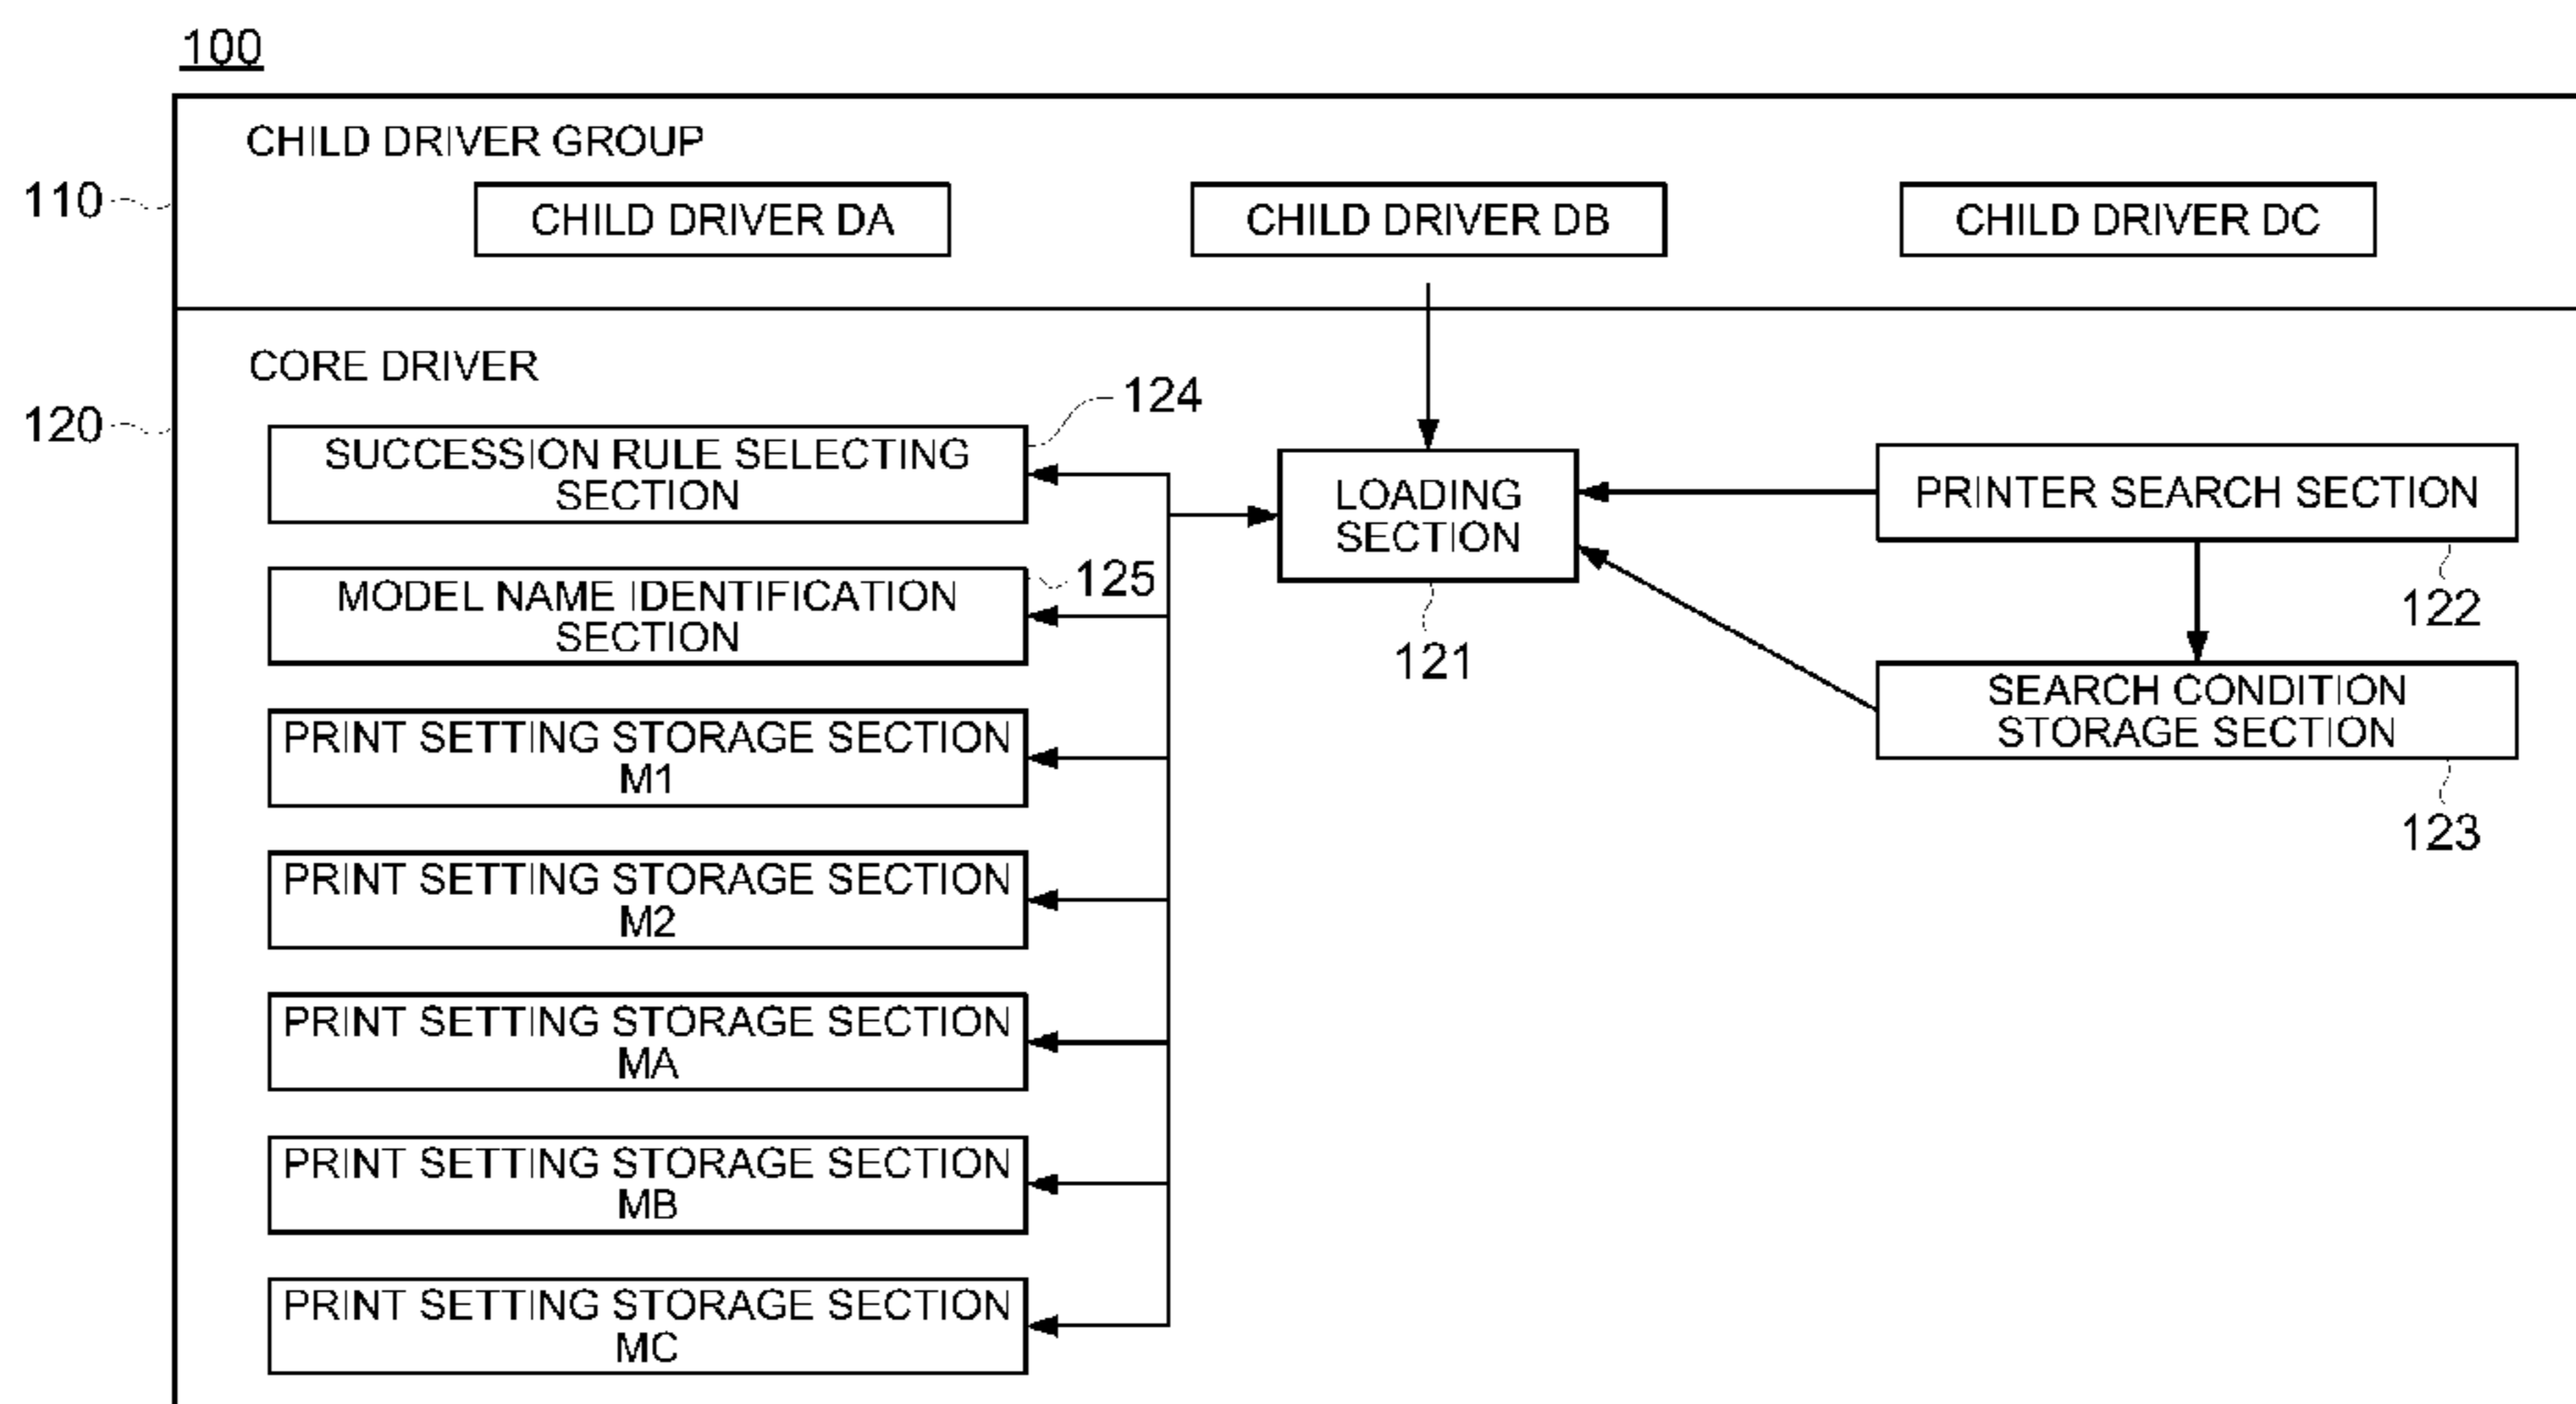 100
CHILD DRIVER GROUP
110
CHILD DRIVER DA
CHILD DRIVER DB
CHILD DRIVER DC
CORE DRIVER
120
SUCCESSION RULE SELECTING
SECTION
124
MODEL NAME IDENTIFICATION
SECTION
125
PRINT SETTING STORAGE SECTION
M1
PRINT SETTING STORAGE SECTION
M2
PRINT SETTING STORAGE SECTION
MA
PRINT SETTING STORAGE SECTION
MB
PRINT SETTING STORAGE SECTION
MC
LOADING
SECTION
121
PRINTER SEARCH SECTION
122
SEARCH CONDITION
STORAGE SECTION
123